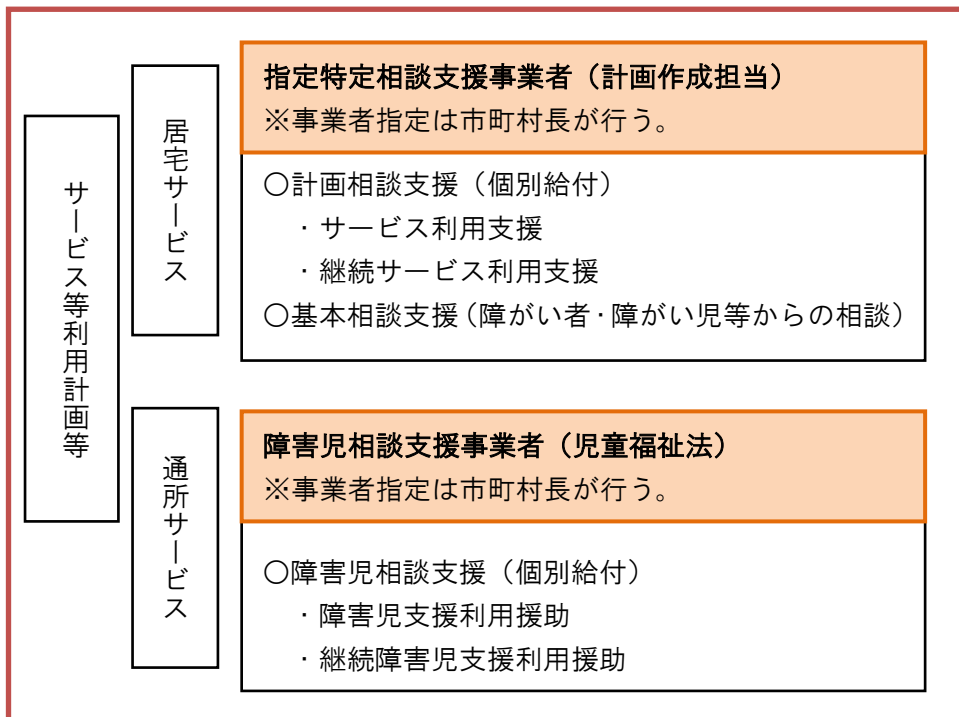 サービス等利用計画等
居宅サービス
指定特定相談支援事業者（計画作成担当）
※事業者指定は市町村長が行う。
○計画相談支援（個別給付）
・サービス利用支援
・継続サービス利用支援
○基本相談支援（障がい者・障がい児等からの相談）
通所サービス
障害児相談支援事業者（児童福祉法）
※事業者指定は市町村長が行う。
○障害児相談支援（個別給付）
・障害児支援利用援助
・継続障害児支援利用援助